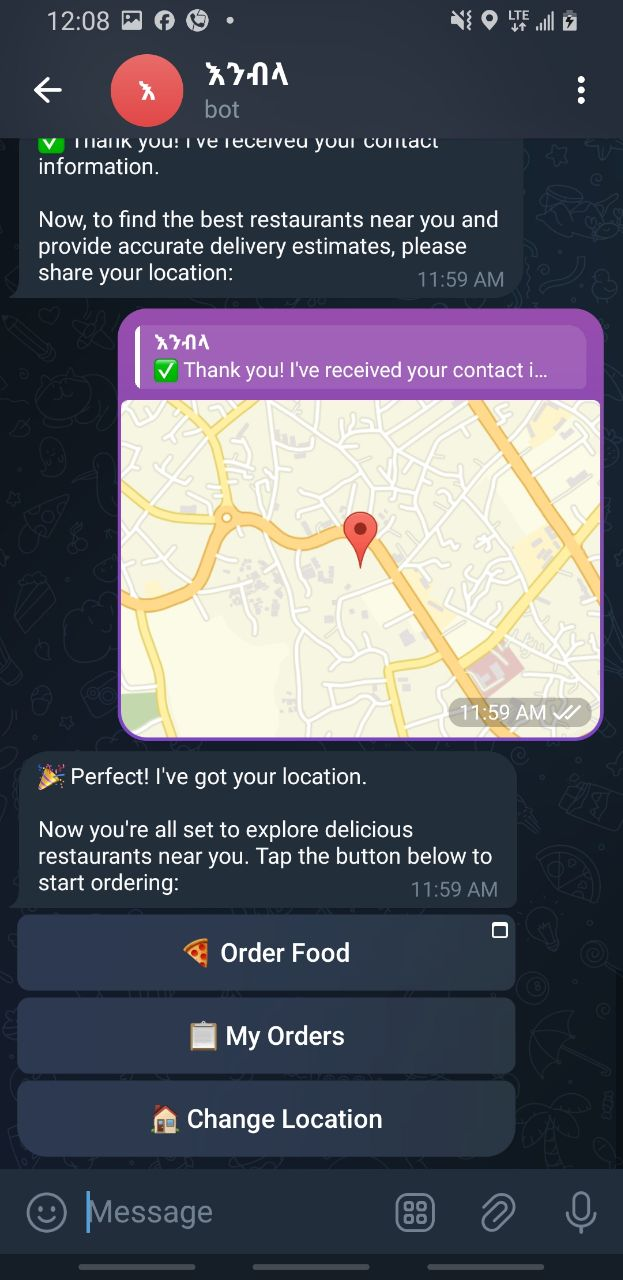 12:08
LTE
እ
እንብላ
bot
✅ Thank you! I've received your contact
information.
Now, to find the best restaurants near you and
provide accurate delivery estimates, please
share your location:
11:59 AM
እንብላ
✅ Thank you! I've received your contact i...
11:59 AM
🎉 Perfect! I've got your location.
Now you're all set to explore delicious
restaurants near you. Tap the button below to
start ordering:
11:59 AM
🍕 Order Food
📋 My Orders
🏠 Change Location
Message